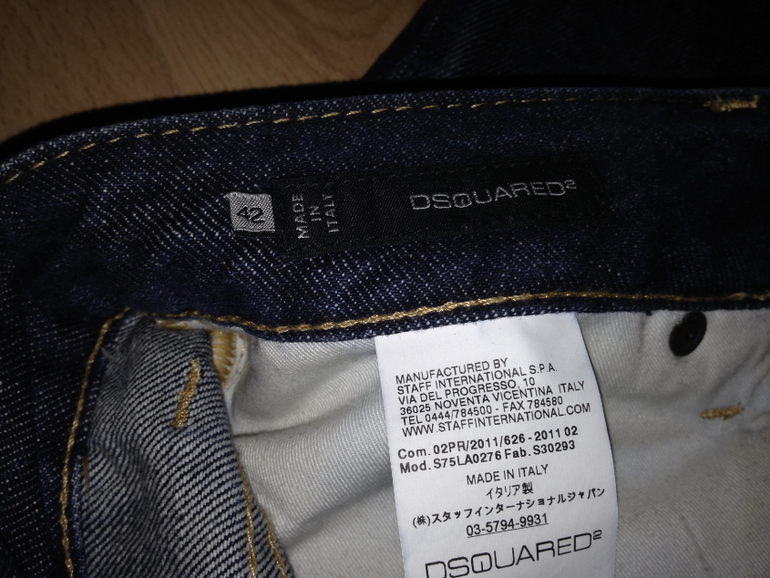 42
MADE
IN
ITALY
DSQUARED²
MANUFACTURED BY
STAFF INTERNATIONAL S.P.A.
VIA DEL PROGRESSO, 10
36025 NOVENTA VICENTINA ITALY
TEL 0444/784500 - FAX 784580
WWW.STAFFINTERNATIONAL.COM
Com. 02PR/2011/626 - 2011 02
Mod. S75LA0276 Fab. S30293
MADE IN ITALY
イタリア製
(株)スタッフインターナショナルジャパン
03-5794-9931
DSQUARED²